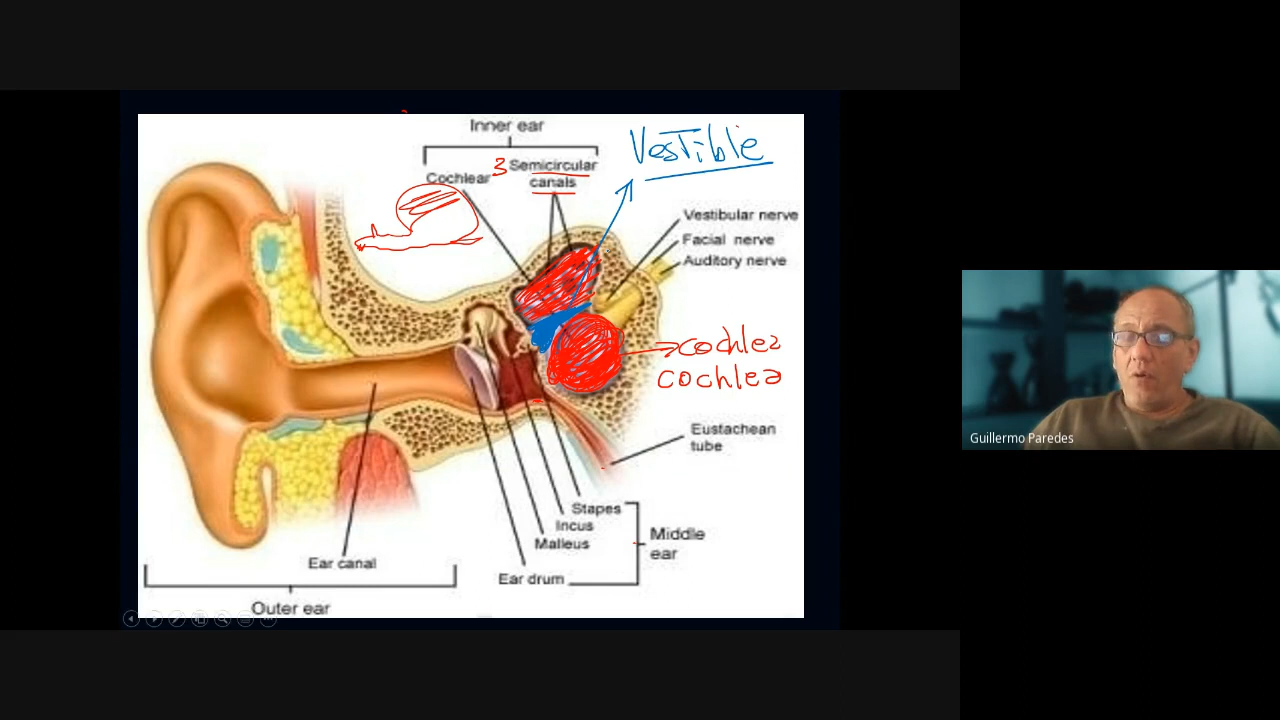 Inner ear
Vestible
3 Semicircular
canals
Cochlear
Vestibular nerve
Facial nerve
Auditory nerve
cochlea
cochlea
Eustachean
tube
Stapes
Incus
Malleus
Middle
ear
Ear canal
Ear drum
Outer ear
Guillermo Paredes